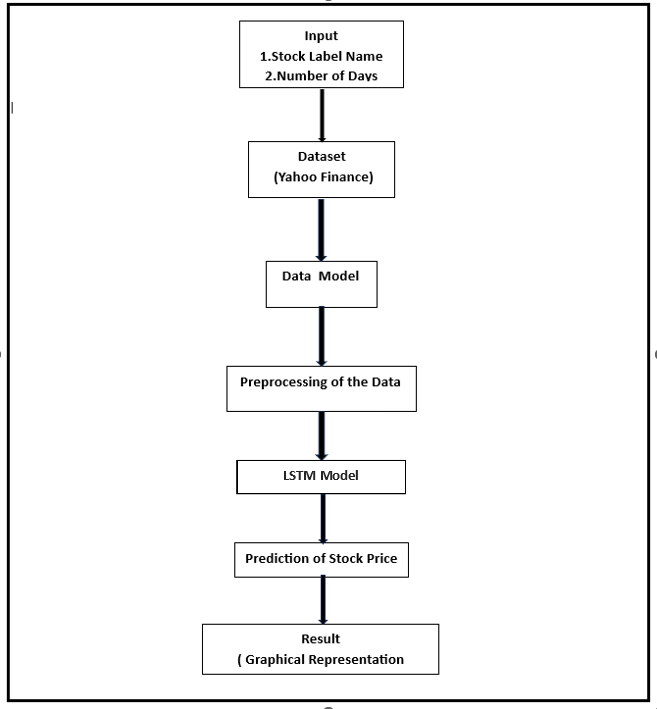 Input
1.Stock Label Name
2.Number of Days
Dataset
(Yahoo Finance)
Data Model
Preprocessing of the Data
LSTM Model
Prediction of Stock Price
Result
( Graphical Representation